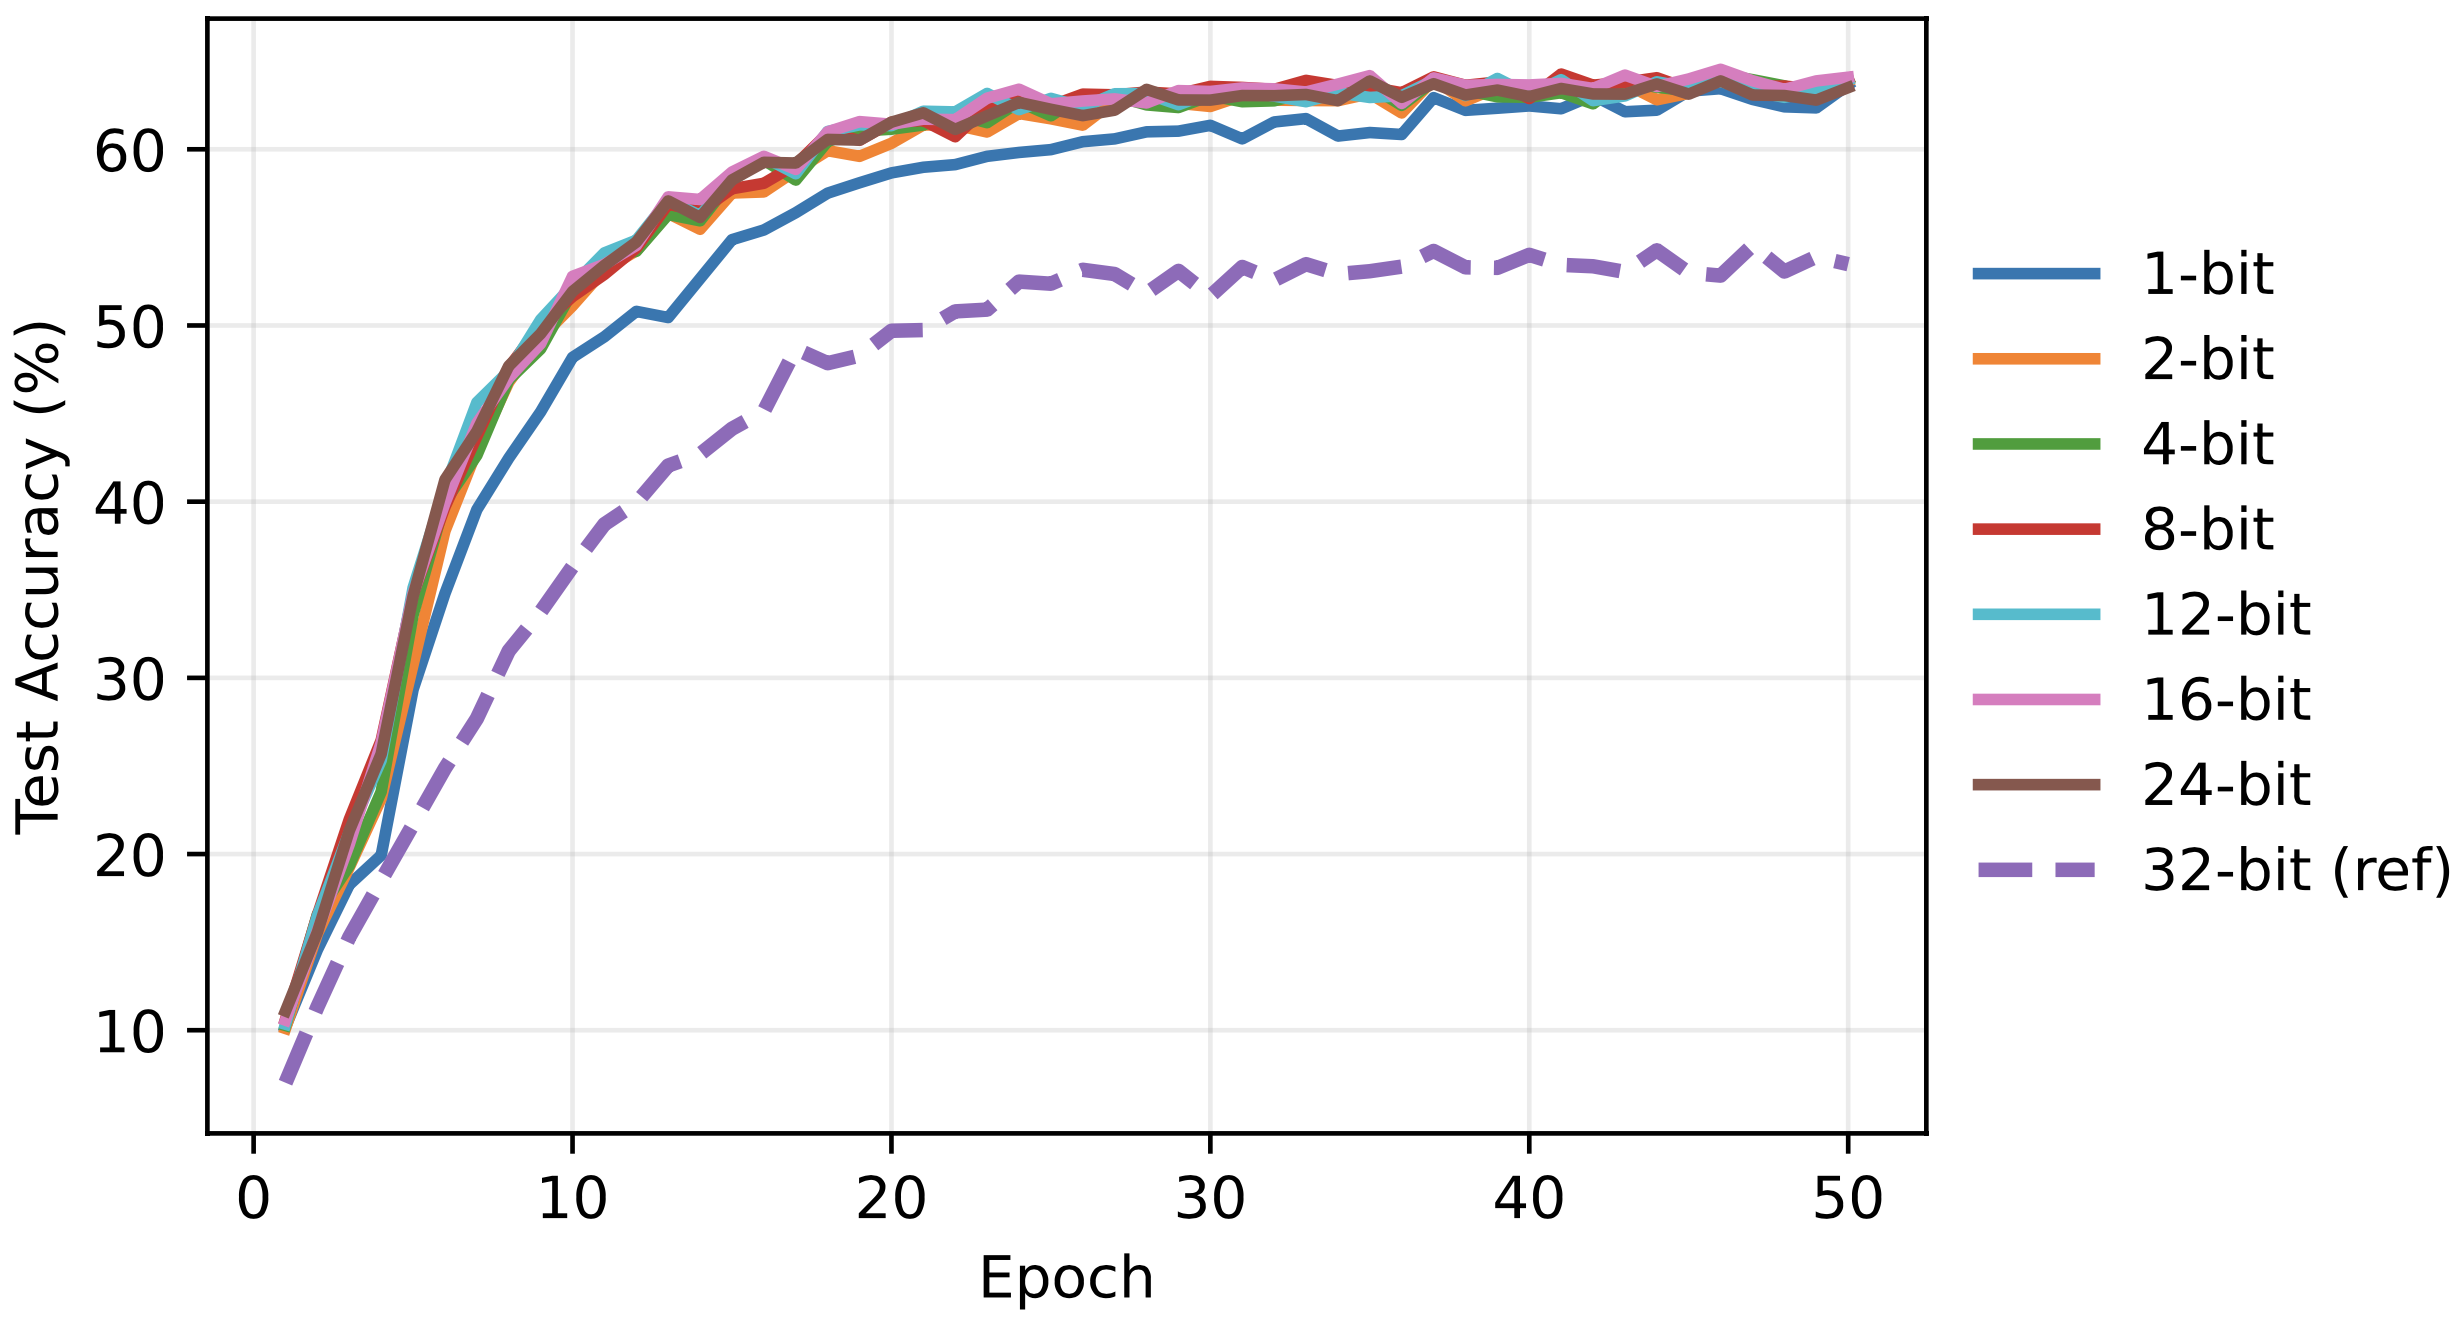 Test Accuracy (%)
60
50
40
30
20
10
0 10 20 30 40 50
Epoch
1-bit
2-bit
4-bit
8-bit
12-bit
16-bit
24-bit
32-bit (ref)